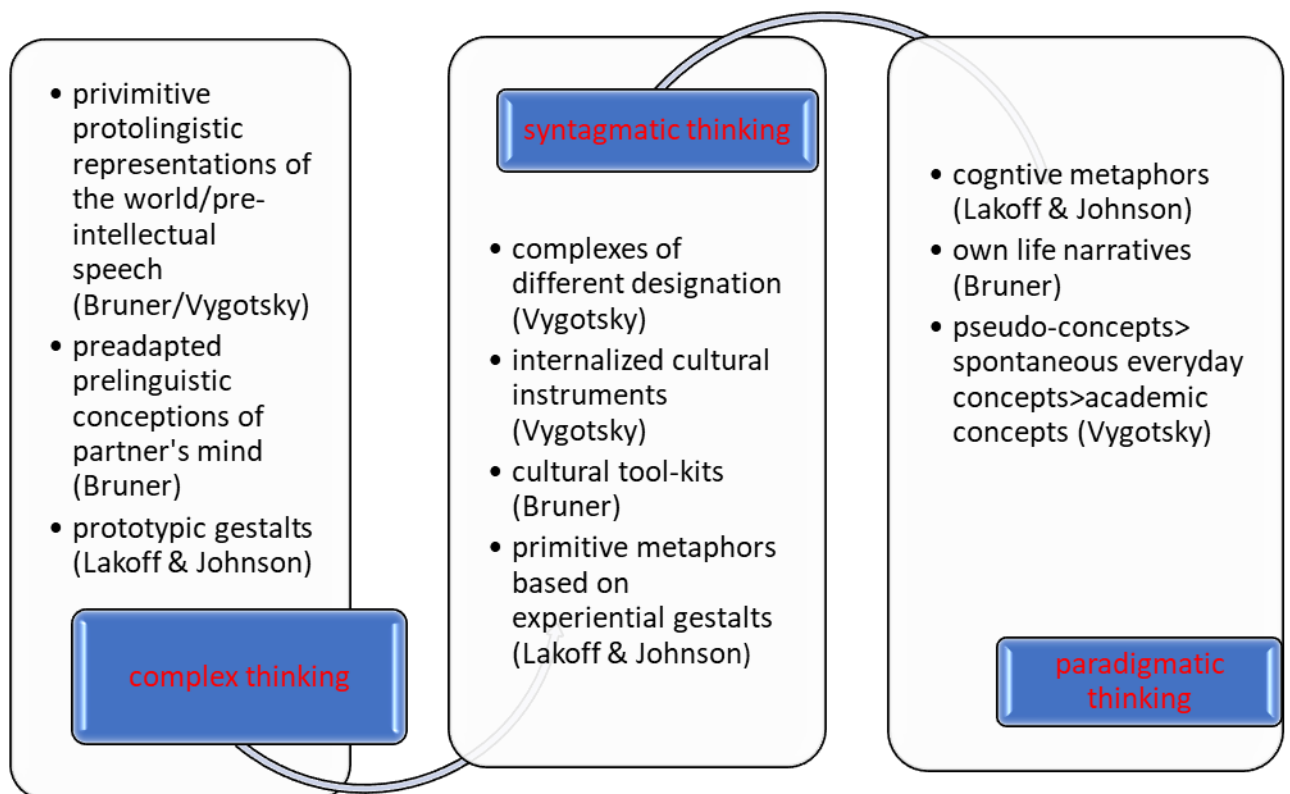 • privimitive
protolingistic
representations of
the world/pre-
intellectual
speech
(Bruner/Vygotsky)
• preadapted
prelinguistic
conceptions of
partner's mind
(Bruner)
• prototypic gestalts
(Lakoff & Johnson)
complex thinking
syntagmatic thinking
• complexes of
different designation
(Vygotsky)
• internalized cultural
instruments
(Vygotsky)
• cultural tool-kits
(Bruner)
• primitive metaphors
based on
experiential gestalts
(Lakoff & Johnson)
• cogntive metaphors
(Lakoff & Johnson)
• own life narratives
(Bruner)
• pseudo-concepts>
spontaneous everyday
concepts>academic
concepts (Vygotsky)
paradigmatic
thinking